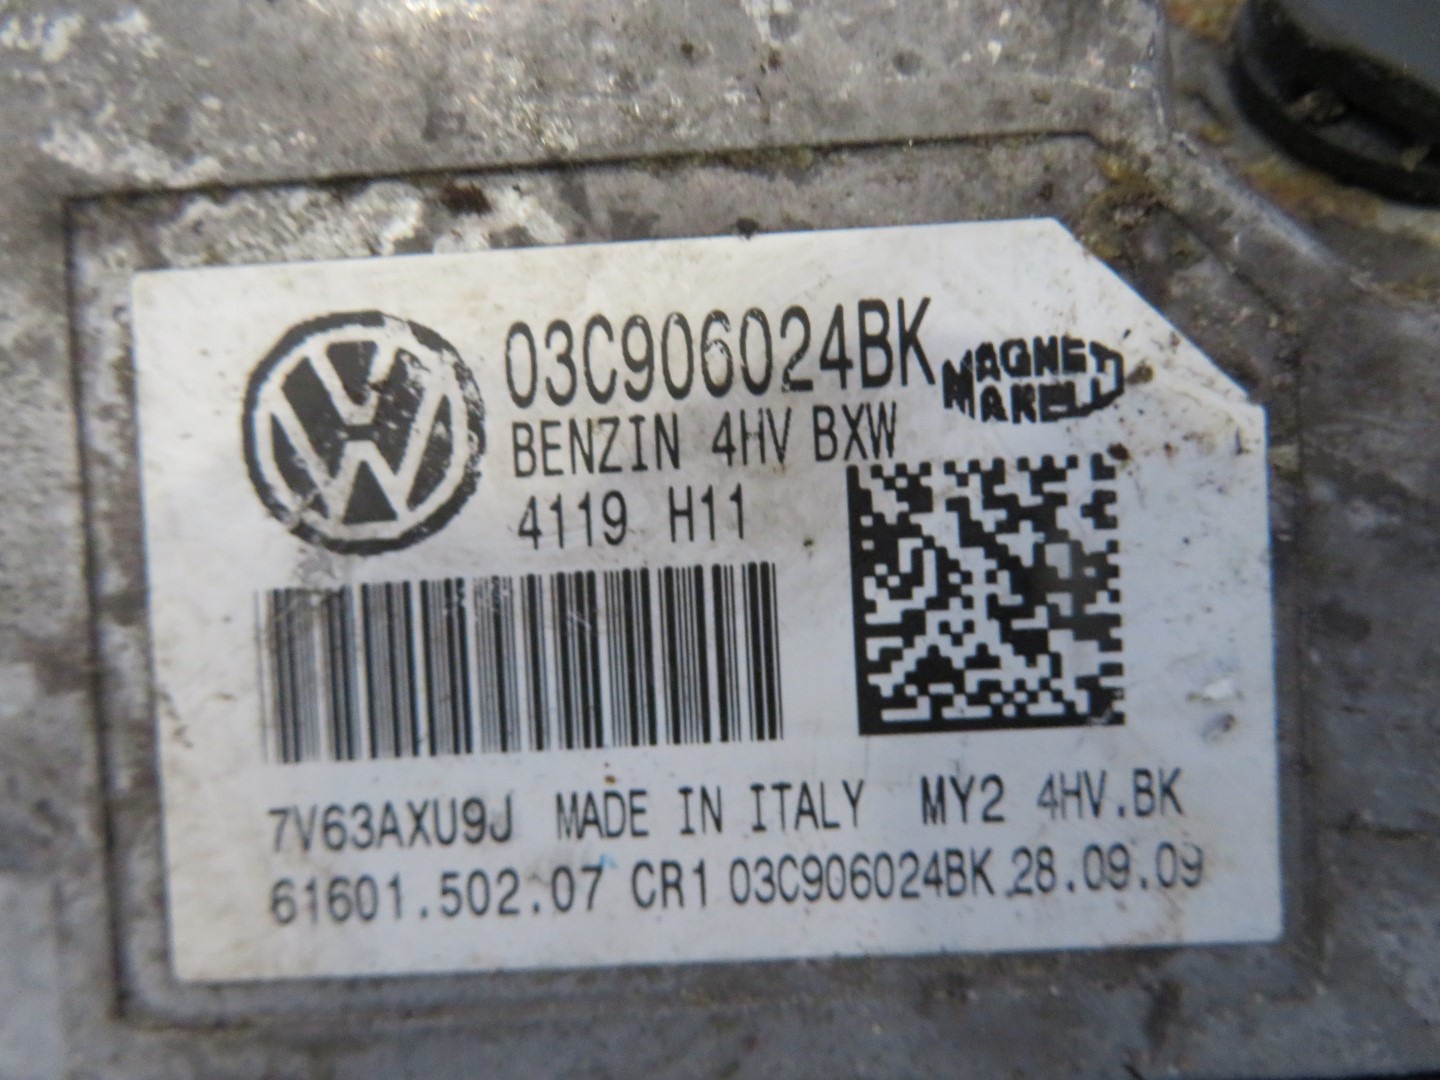 03C906024BK
MAGNETI
MARELLI
BENZIN 4HV BXW
4119 H11
7V63AXU9J MADE IN ITALY MY2 4HV.BK
61601.502.07 CR1 03C906024BK 28.09.09